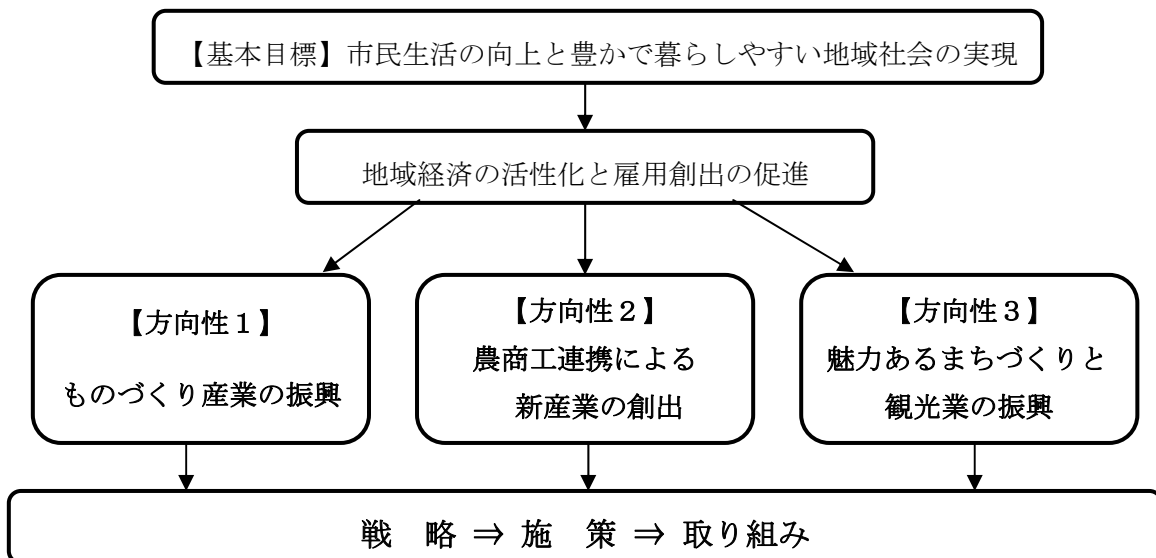 【基本目標】市民生活の向上と豊かで暮らしやすい地域社会の実現
地域経済の活性化と雇用創出の促進
【方向性１】
ものづくり産業の振興
【方向性２】
農商工連携による
新産業の創出
【方向性３】
魅力あるまちづくりと
観光業の振興
戦　略 ⇒ 施　策 ⇒ 取り組み